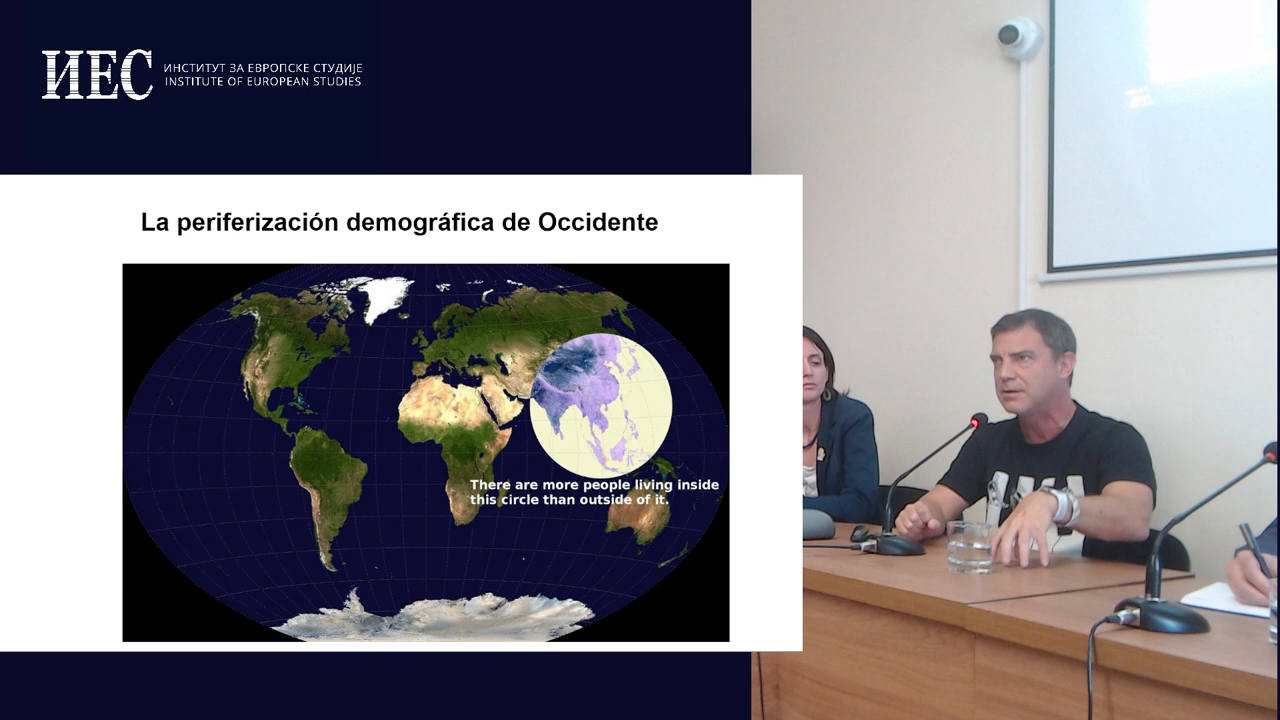 ИЕС
ИНСТИТУТ ЗА ЕВРОПСКЕ СТУДИЈЕ
INSTITUTE OF EUROPEAN STUDIES
La periferización demográfica de Occidente
There are more people living inside
this circle than outside of it.